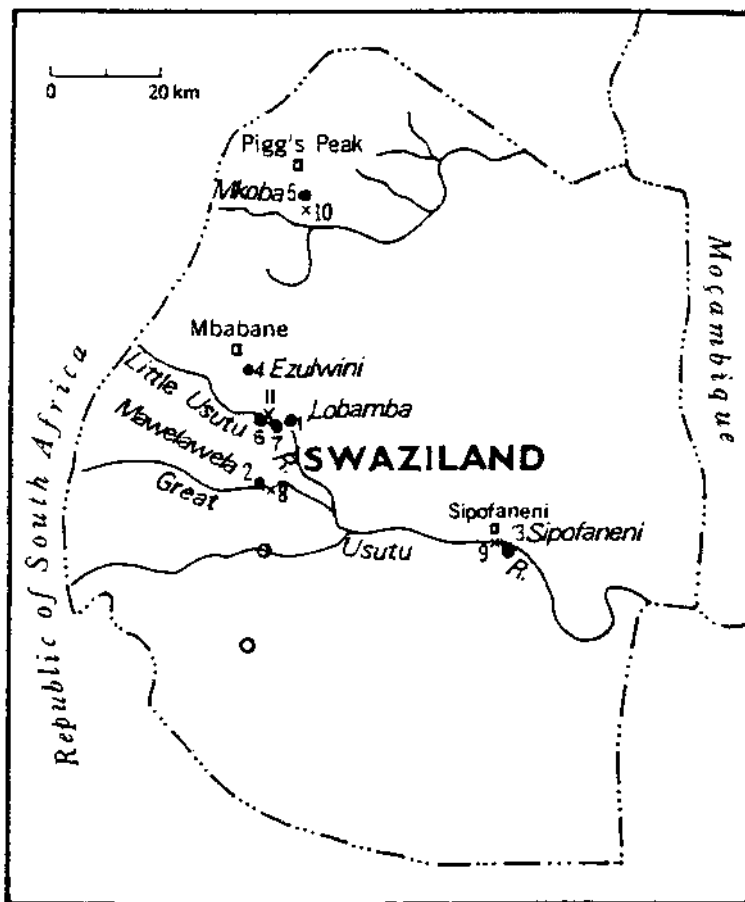 0 20 km
Pigg's Peak
Mkoba 5
10
Moçambique
Mbabane
4 Ezulwini
Republic of South Africa
Little Usutu R.
11
Lobamba
1
6
7
Mawelawela
2
SWAZILAND
8
Great Usutu R.
Sipofaneni
3 Sipofaneni
9